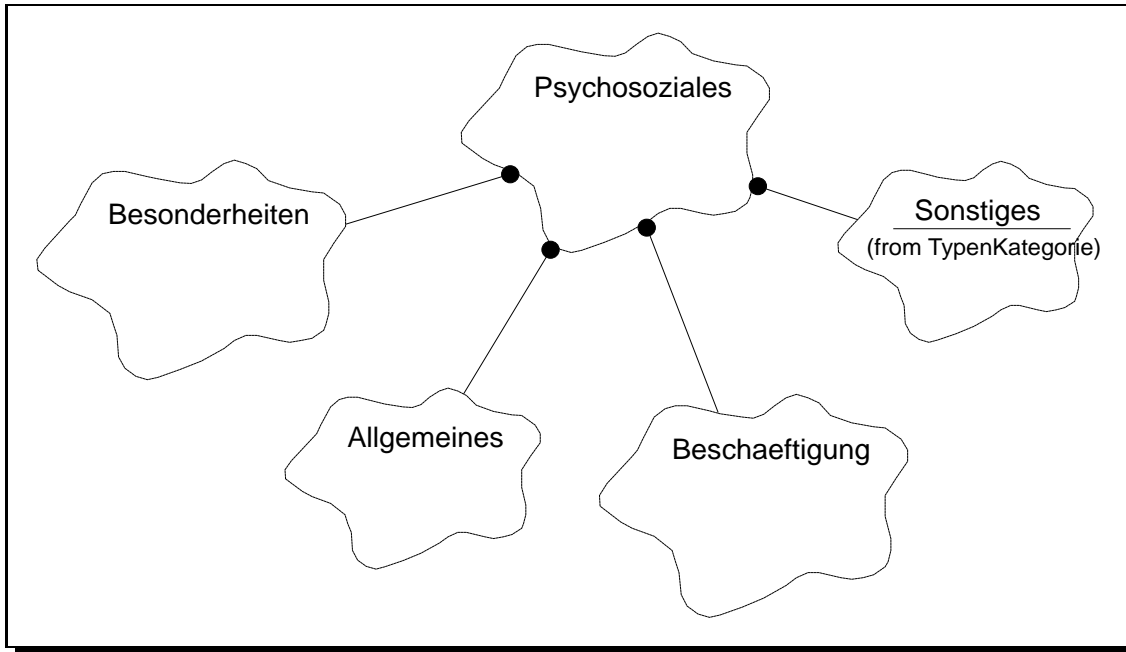 Psychosoziales
Besonderheiten
Sonstiges
(from TypenKategorie)
Allgemeines
Beschaeftigung